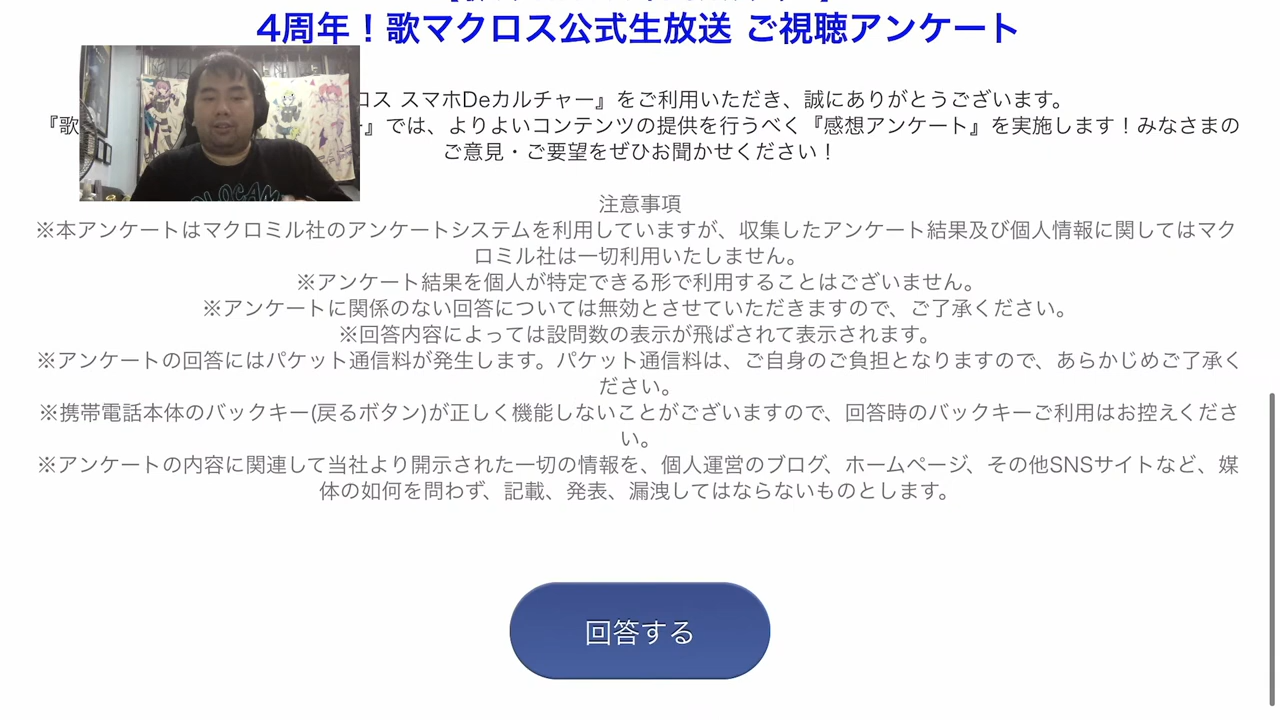 4周年！歌マクロス公式生放送 ご視聴アンケート
ロス スマホDeカルチャー』をご利用いただき、誠にありがとうございます。
『歌 』では、よりよいコンテンツの提供を行うべく『感想アンケート』を実施します！みなさまの
ご意見・ご要望をぜひお聞かせください！
注意事項
※本アンケートはマクロミル社のアンケートシステムを利用していますが、収集したアンケート結果及び個人情報に関してはマク
ロミル社は一切利用いたしません。
※アンケート結果を個人が特定できる形で利用することはございません。
※アンケートに関係のない回答については無効とさせていただきますので、ご了承ください。
※回答内容によっては設問数の表示が飛ばされて表示されます。
※アンケートの回答にはパケット通信料が発生します。パケット通信料は、ご自身のご負担となりますので、あらかじめご了承く
ださい。
※携帯電話本体のバックキー(戻るボタン)が正しく機能しないことがございますので、回答時のバックキーご利用はお控えくださ
い。
※アンケートの内容に関連して当社より開示された一切の情報を、個人運営のブログ、ホームページ、その他SNSサイトなど、媒
体の如何を問わず、記載、発表、漏洩してはならないものとします。
回答する